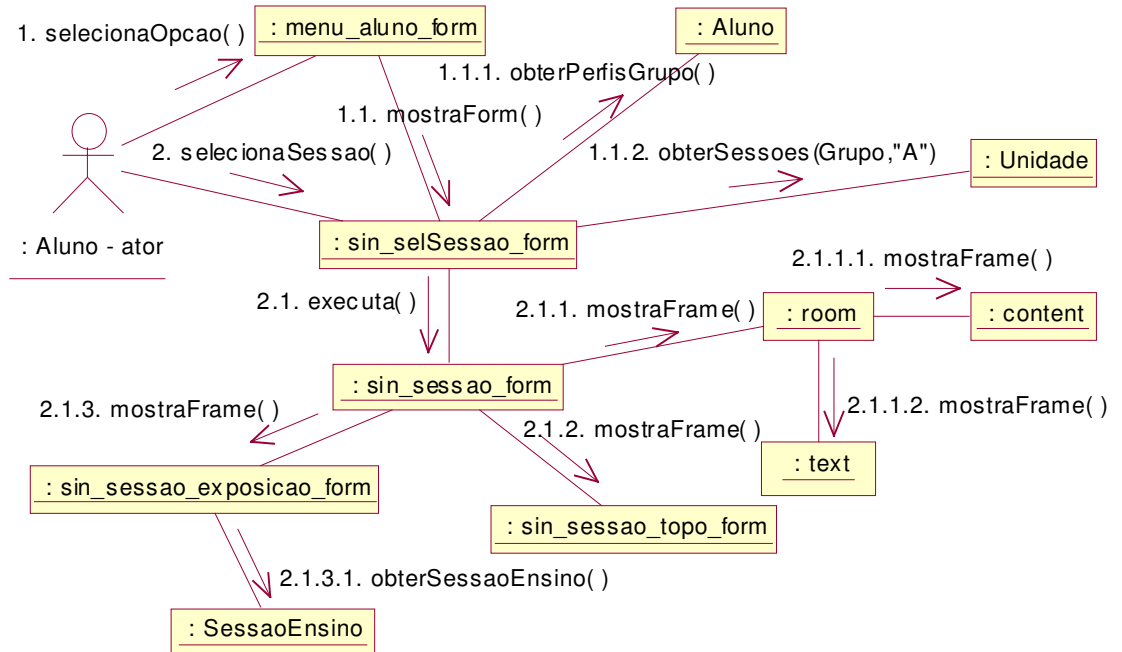 1. selecionaOpcao( )
: menu_aluno_form
: Aluno
1.1.1. obterPerfisGrupo( )
1.1. mostraForm( )
2. selecionaSessao( )
1.1.2. obterSessoes(Grupo,"A")
: Unidade
: Aluno - ator
: sin_selSessao_form
2.1.1.1. mostraFrame( )
2.1. executa( )
2.1.1. mostraFrame( )
: room
: content
: sin_sessao_form
2.1.3. mostraFrame( )
2.1.1.2. mostraFrame( )
2.1.2. mostraFrame( )
: text
: sin_sessao_exposicao_form
: sin_sessao_topo_form
2.1.3.1. obterSessaoEnsino( )
: SessaoEnsino